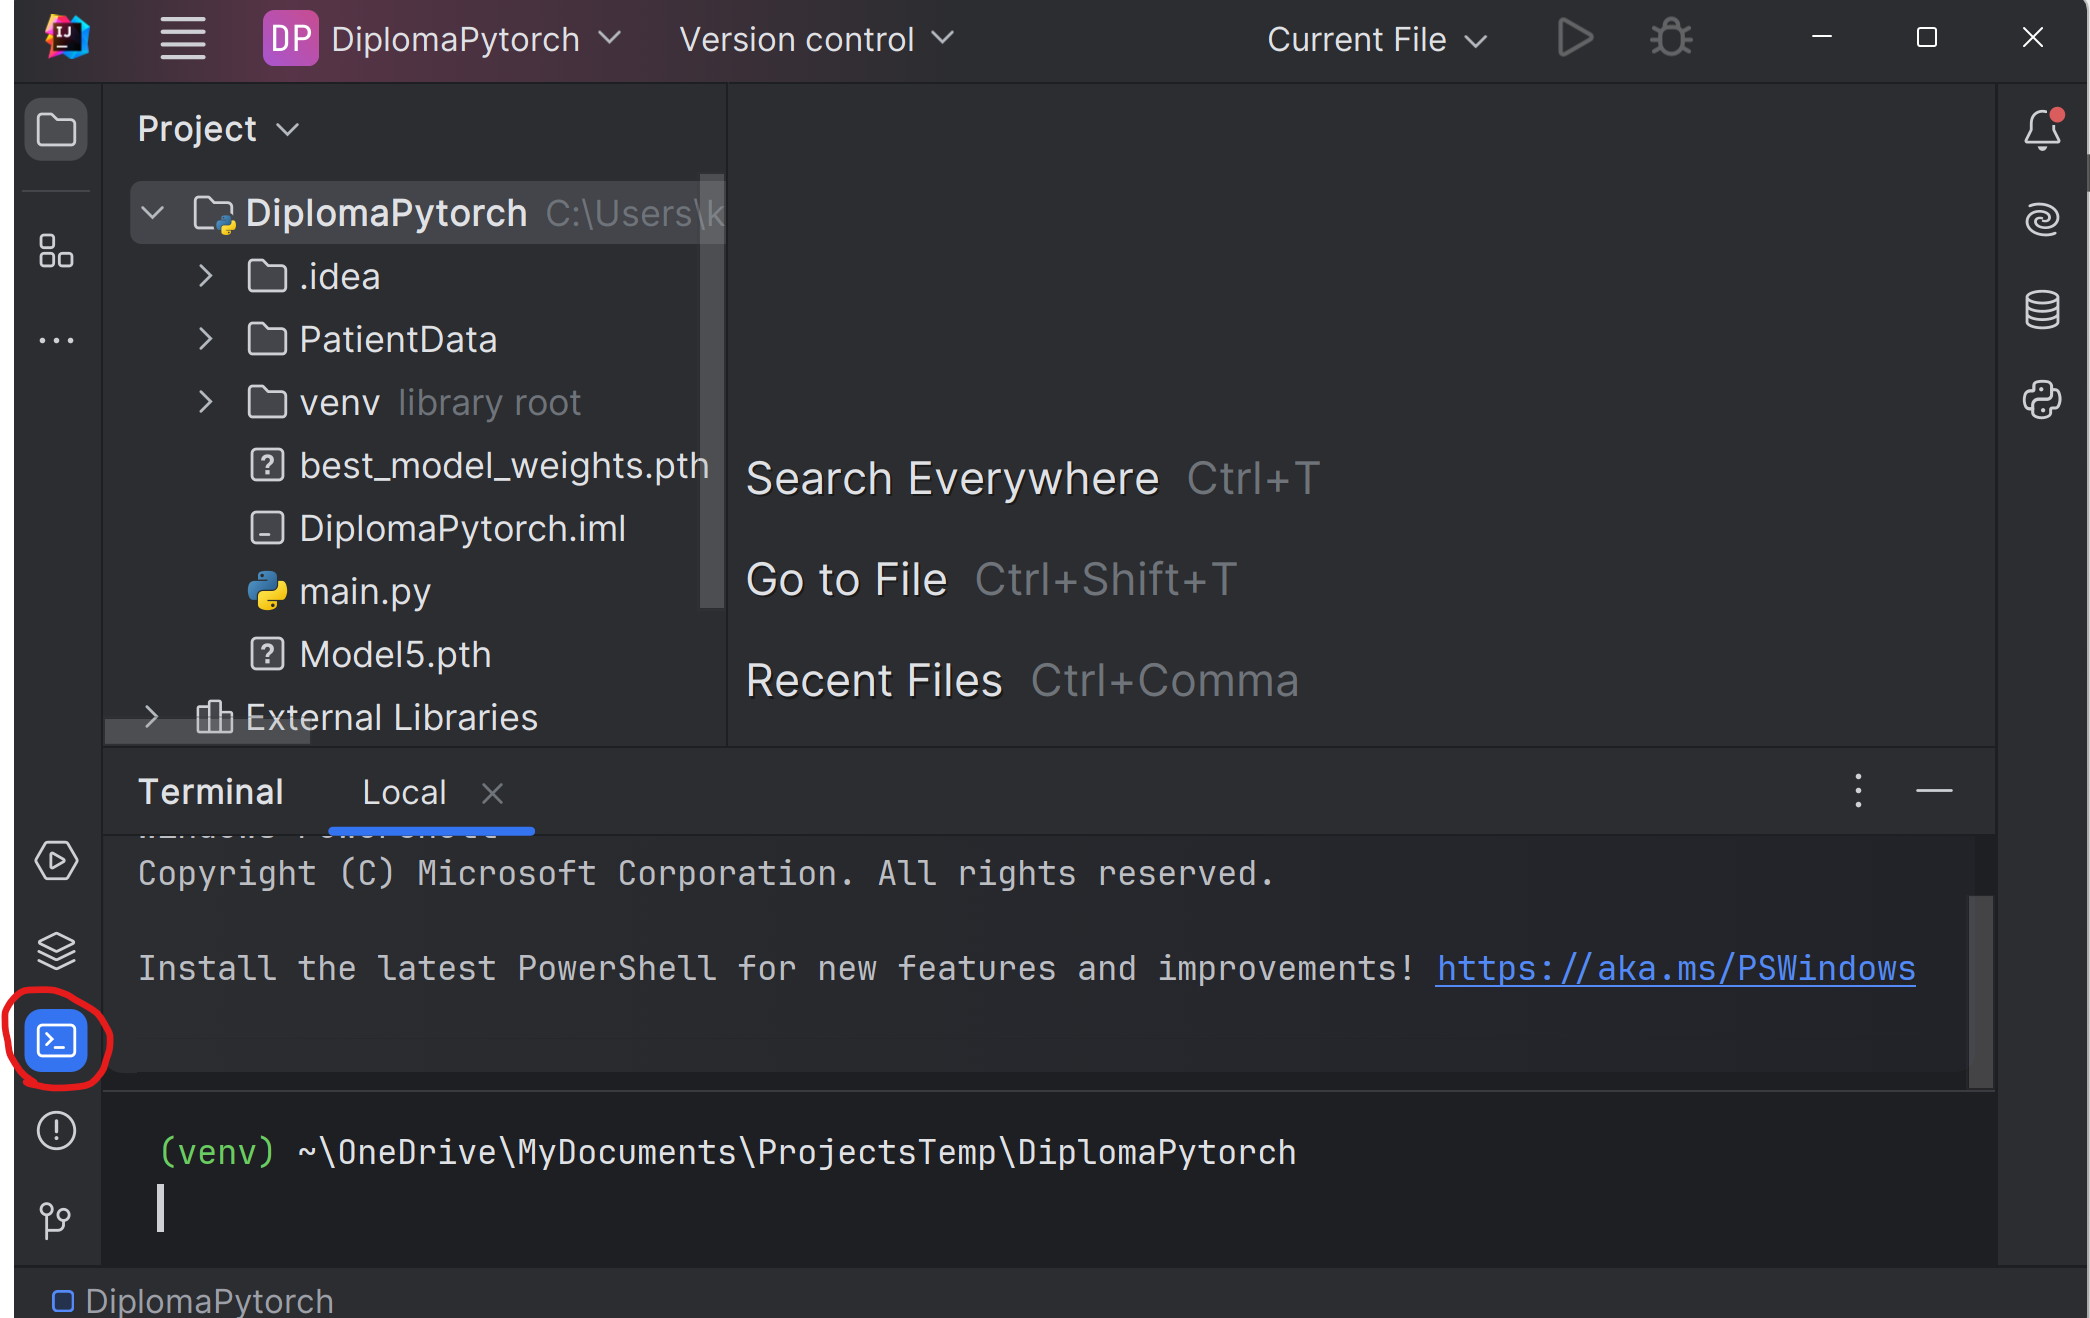 IJ
DP DiplomaPytorch Version control Current File
Project
DiplomaPytorch C:\Users\k
.idea
PatientData
venv library root
best_model_weights.pth
DiplomaPytorch.iml
main.py
Model5.pth
External Libraries
Search Everywhere Ctrl+T
Go to File Ctrl+Shift+T
Recent Files Ctrl+Comma
Terminal Local
Windows PowerShell
Copyright (C) Microsoft Corporation. All rights reserved.
Install the latest PowerShell for new features and improvements! https://aka.ms/PSWindows
(venv) ~\OneDrive\MyDocuments\ProjectsTemp\DiplomaPytorch
DiplomaPytorch